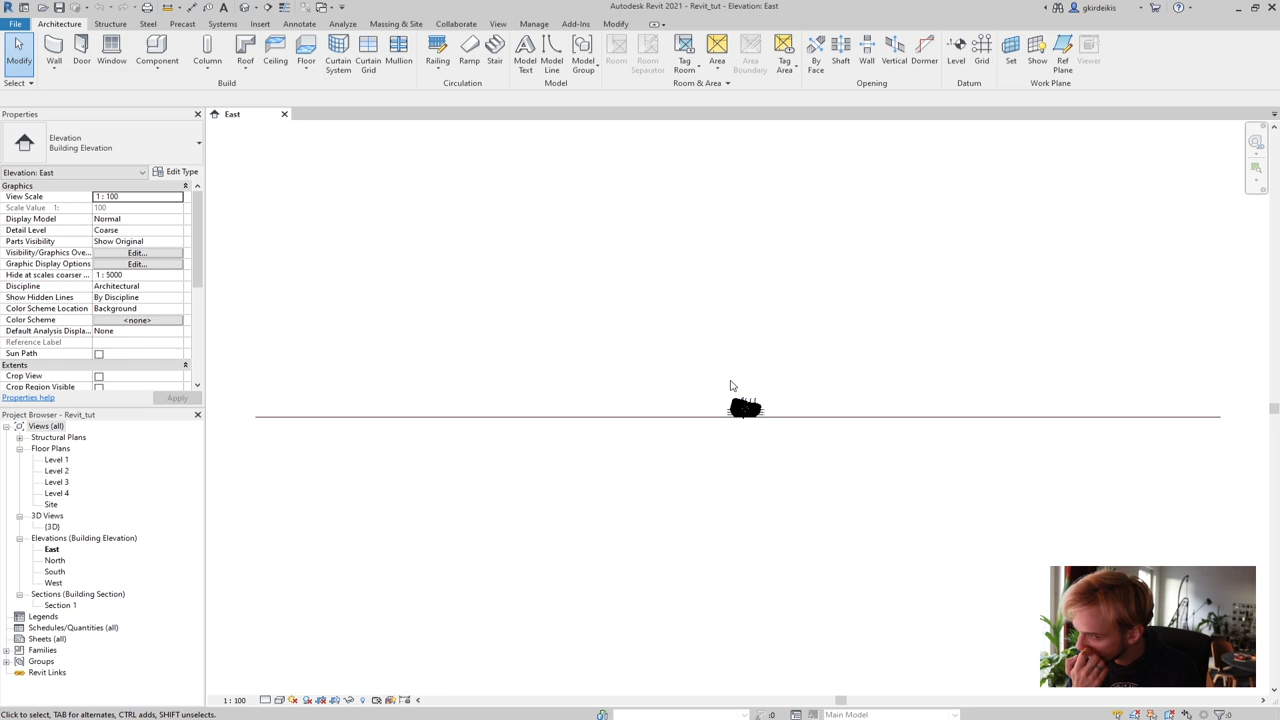 Autodesk Revit 2021 - Revit_tut - Elevation: East
gkirdeikis
File Architecture Structure Steel Precast Systems Insert Annotate Analyze Massing & Site Collaborate View Manage Add-Ins Modify
Modify Wall Door Window Component Column Roof Ceiling Floor Curtain System Curtain Grid Mullion Railing Ramp Stair Model Text Model Line Model Group Room Room Separator Tag Room Area Area Boundary Tag Area By Face Shaft Wall Vertical Dormer Level Grid Set Show Ref Plane Viewer
Select Build Circulation Model Room & Area Opening Datum Work Plane
Properties
East
Elevation
Building Elevation
Elevation: East Edit Type
Graphics
View Scale 1 : 100
Scale Value 1: 100
Display Model Normal
Detail Level Coarse
Parts Visibility Show Original
Visibility/Graphics Ove... Edit...
Graphic Display Options Edit...
Hide at scales coarser ... 1 : 5000
Discipline Architectural
Show Hidden Lines By Discipline
Color Scheme Location Background
Color Scheme <none>
Default Analysis Displa... None
Reference Label
Sun Path
Extents
Crop View
Crop Region Visible
Properties help Apply
Project Browser - Revit_tut
Views (all)
Structural Plans
Floor Plans
Level 1
Level 2
Level 3
Level 4
Site
3D Views
{3D}
Elevations (Building Elevation)
East
North
South
West
Sections (Building Section)
Section 1
Legends
Schedules/Quantities (all)
Sheets (all)
Families
Groups
Revit Links
1 : 100
Click to select, TAB for alternates, CTRL adds, SHIFT unselects.
:0
Main Model
:0